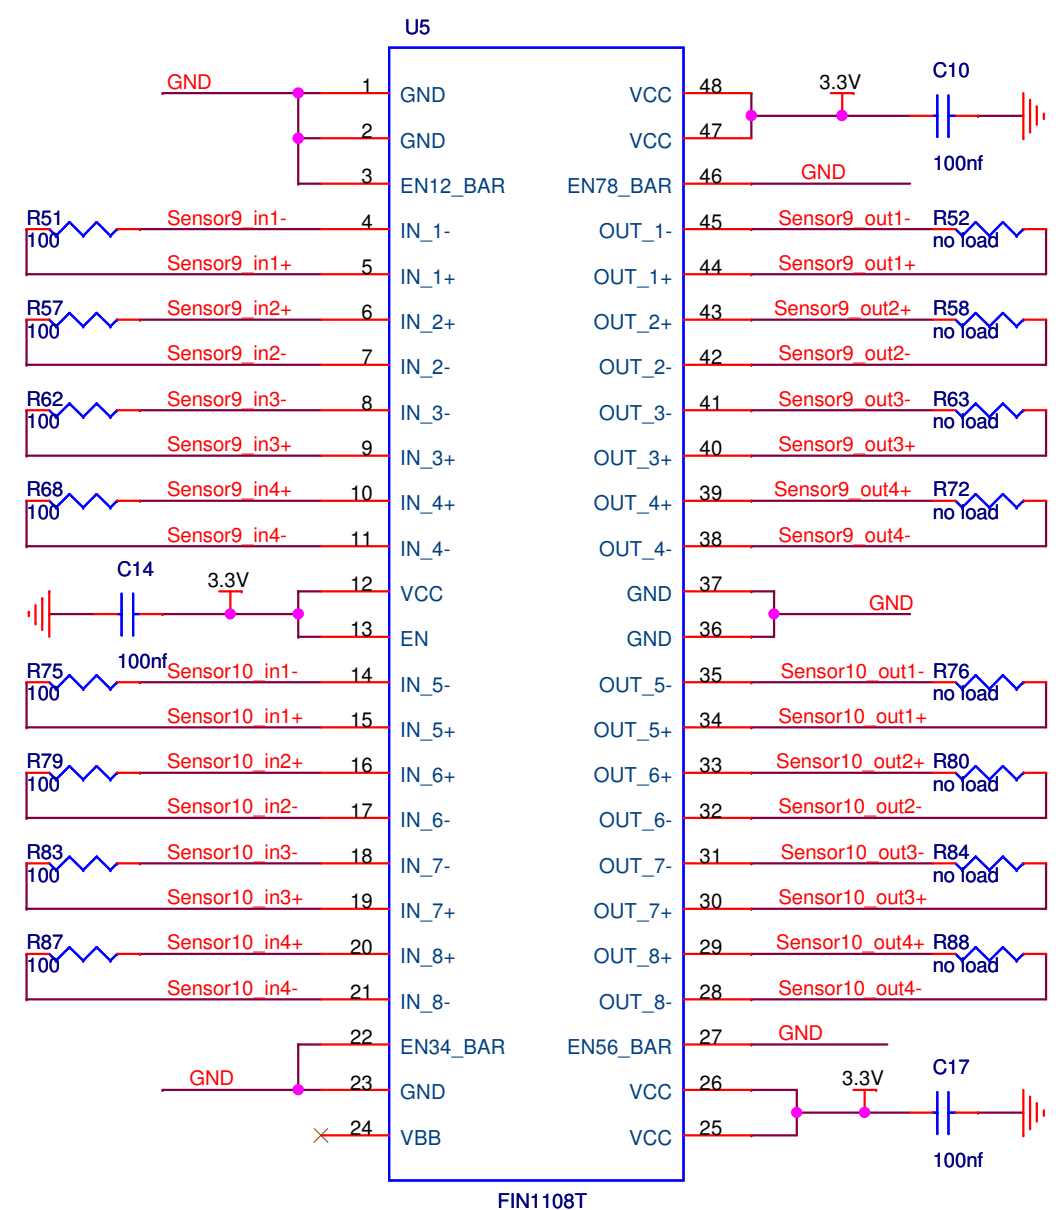 U5
GND 1 GND VCC 48 3.3V C10
2 GND VCC 47
100nf
3 EN12_BAR EN78_BAR 46 GND
R51 100 Sensor9_in1- 4 IN_1- OUT_1- 45 Sensor9_out1- R52 no load
Sensor9_in1+ 5 IN_1+ OUT_1+ 44 Sensor9_out1+
R57 100 Sensor9_in2+ 6 IN_2+ OUT_2+ 43 Sensor9_out2+ R58 no load
Sensor9_in2- 7 IN_2- OUT_2- 42 Sensor9_out2-
R62 100 Sensor9_in3- 8 IN_3- OUT_3- 41 Sensor9_out3- R63 no load
Sensor9_in3+ 9 IN_3+ OUT_3+ 40 Sensor9_out3+
R68 100 Sensor9_in4+ 10 IN_4+ OUT_4+ 39 Sensor9_out4+ R72 no load
Sensor9_in4- 11 IN_4- OUT_4- 38 Sensor9_out4-
C14 3.3V 12 VCC GND 37 GND
13 EN GND 36
100nf
R75 100 Sensor10_in1- 14 IN_5- OUT_5- 35 Sensor10_out1- R76 no load
Sensor10_in1+ 15 IN_5+ OUT_5+ 34 Sensor10_out1+
R79 100 Sensor10_in2+ 16 IN_6+ OUT_6+ 33 Sensor10_out2+ R80 no load
Sensor10_in2- 17 IN_6- OUT_6- 32 Sensor10_out2-
R83 100 Sensor10_in3- 18 IN_7- OUT_7- 31 Sensor10_out3- R84 no load
Sensor10_in3+ 19 IN_7+ OUT_7+ 30 Sensor10_out3+
R87 100 Sensor10_in4+ 20 IN_8+ OUT_8+ 29 Sensor10_out4+ R88 no load
Sensor10_in4- 21 IN_8- OUT_8- 28 Sensor10_out4-
22 EN34_BAR EN56_BAR 27 GND
GND 23 GND VCC 26 3.3V C17
24 VBB VCC 25
100nf
FIN1108T